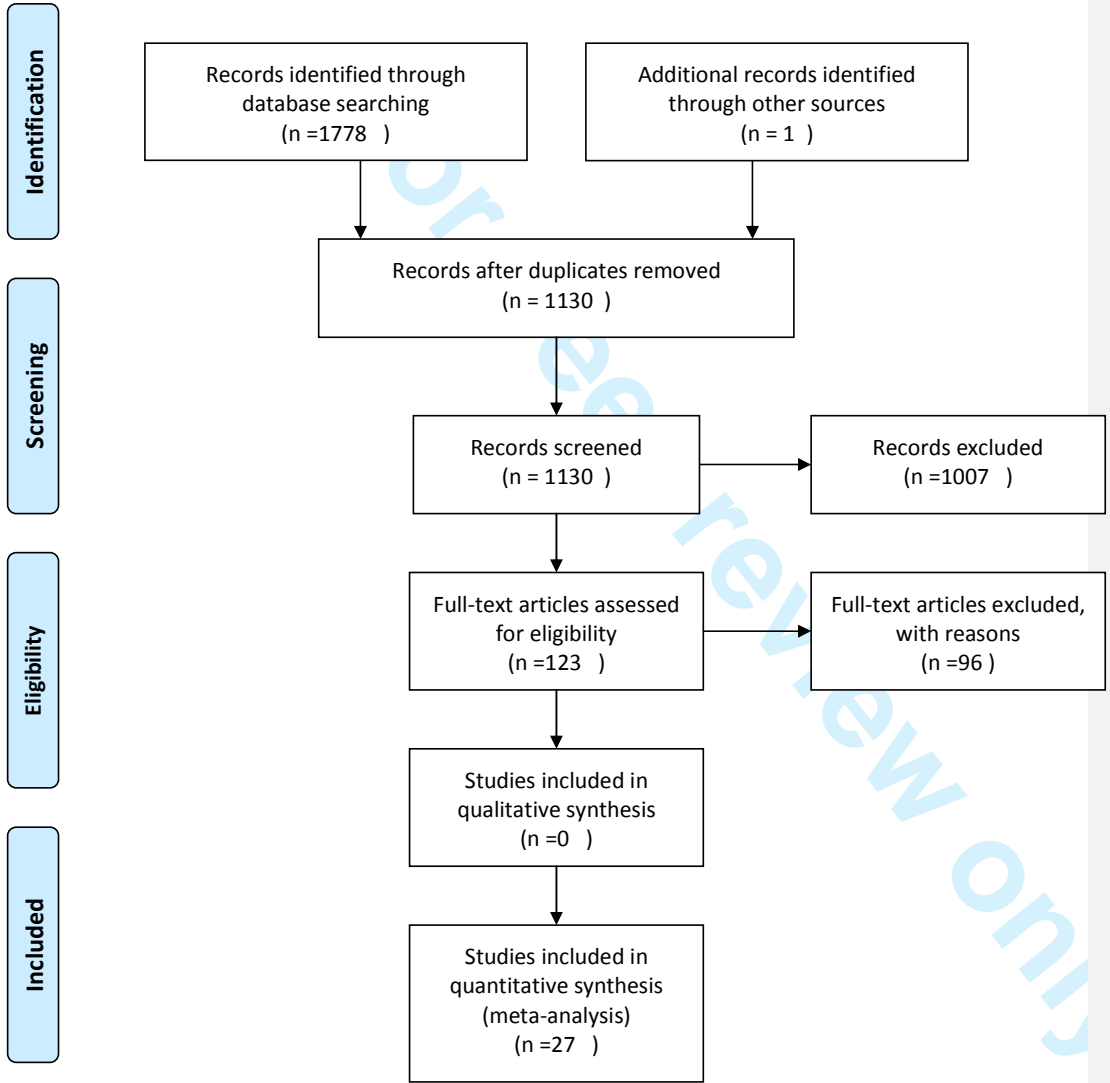 Identification
Records identified through
database searching
(n =1778 )
Additional records identified
through other sources
(n = 1 )
Records after duplicates removed
(n = 1130 )
Screening
Records screened
(n = 1130 )
Records excluded
(n =1007 )
Eligibility
Full-text articles assessed
for eligibility
(n =123 )
Full-text articles excluded,
with reasons
(n =96 )
Studies included in
qualitative synthesis
(n =0 )
Included
Studies included in
quantitative synthesis
(meta-analysis)
(n =27 )
or ee review only